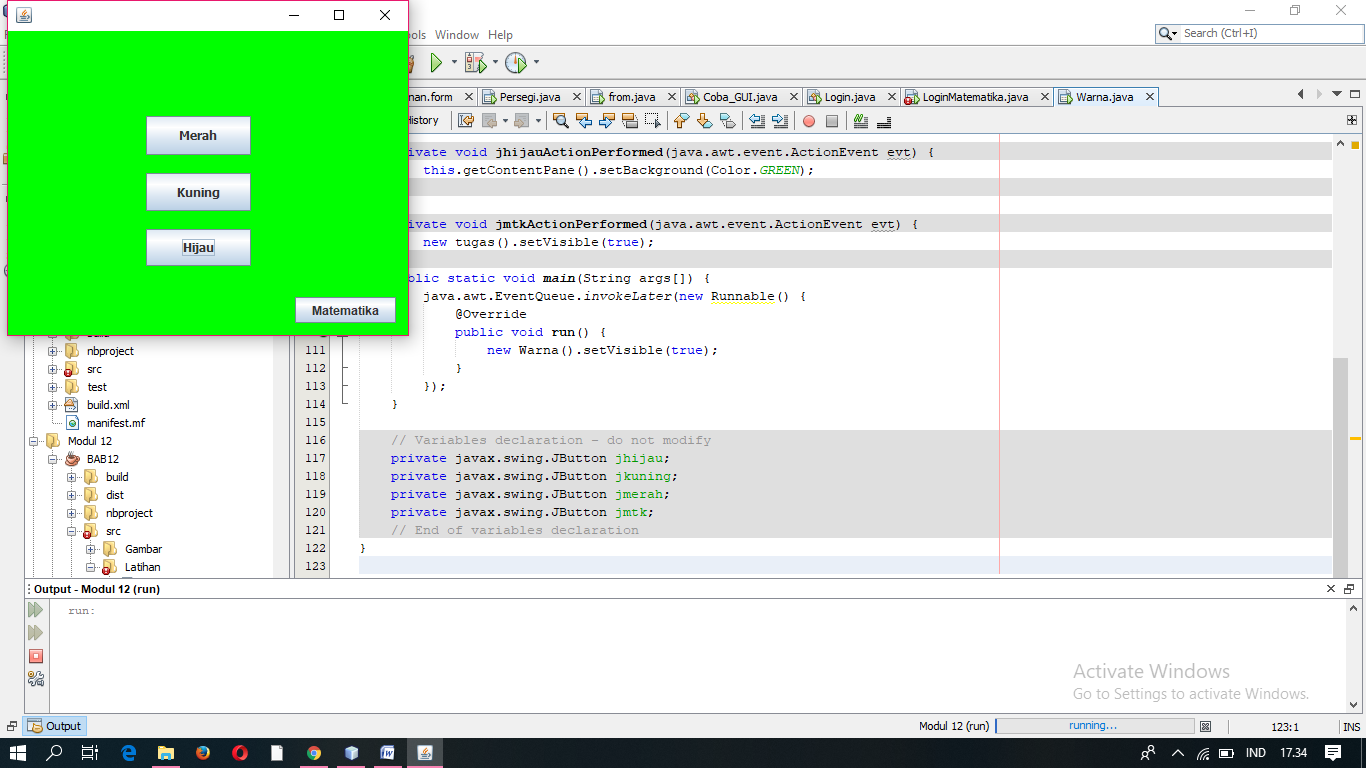 Merah
Kuning
Hijau
Matematika
Window Help
Search (Ctrl+I)
Persegi.java
from.java
Coba_GUI.java
Login.java
LoginMatematika.java
Warna.java
void jhijauActionPerformed(java.awt.event.ActionEvent evt) {
this.getContentPane().setBackground(Color.GREEN);
void jmtkActionPerformed(java.awt.event.ActionEvent evt) {
new tugas().setVisible(true);
static void main(String args[]) {
java.awt.EventQueue.invokeLater(new Runnable() {
@Override
public void run() {
111 new Warna().setVisible(true);
112 }
113 });
114 }
115
116 // Variables declaration - do not modify
117 private javax.swing.JButton jhijau;
118 private javax.swing.JButton jkuning;
119 private javax.swing.JButton jmerah;
120 private javax.swing.JButton jmtk;
121 // End of variables declaration
122 }
123
nbproject
src
test
build.xml
manifest.mf
Modul 12
BAB12
build
dist
nbproject
src
Gambar
Latihan
Output - Modul 12 (run)
run:
Activate Windows
Go to Settings to activate Windows.
Output
Modul 12 (run)
running...
123:1
INS
IND
17.34